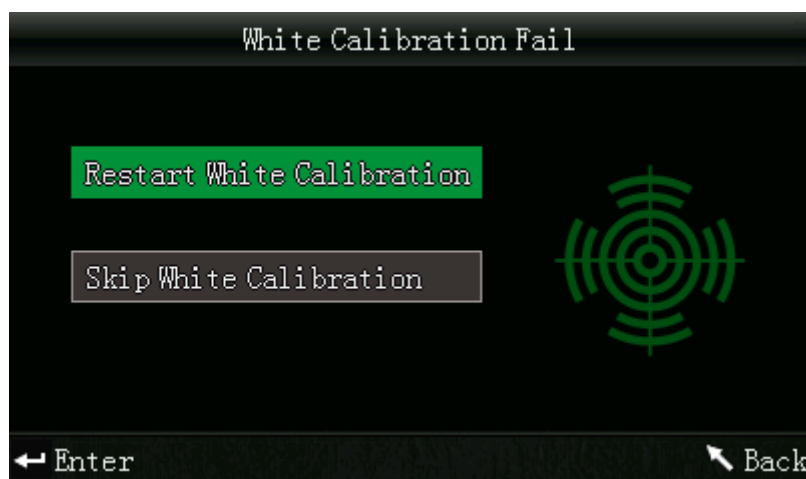 White Calibration Fail
Restart White Calibration
Skip White Calibration
Enter
Back